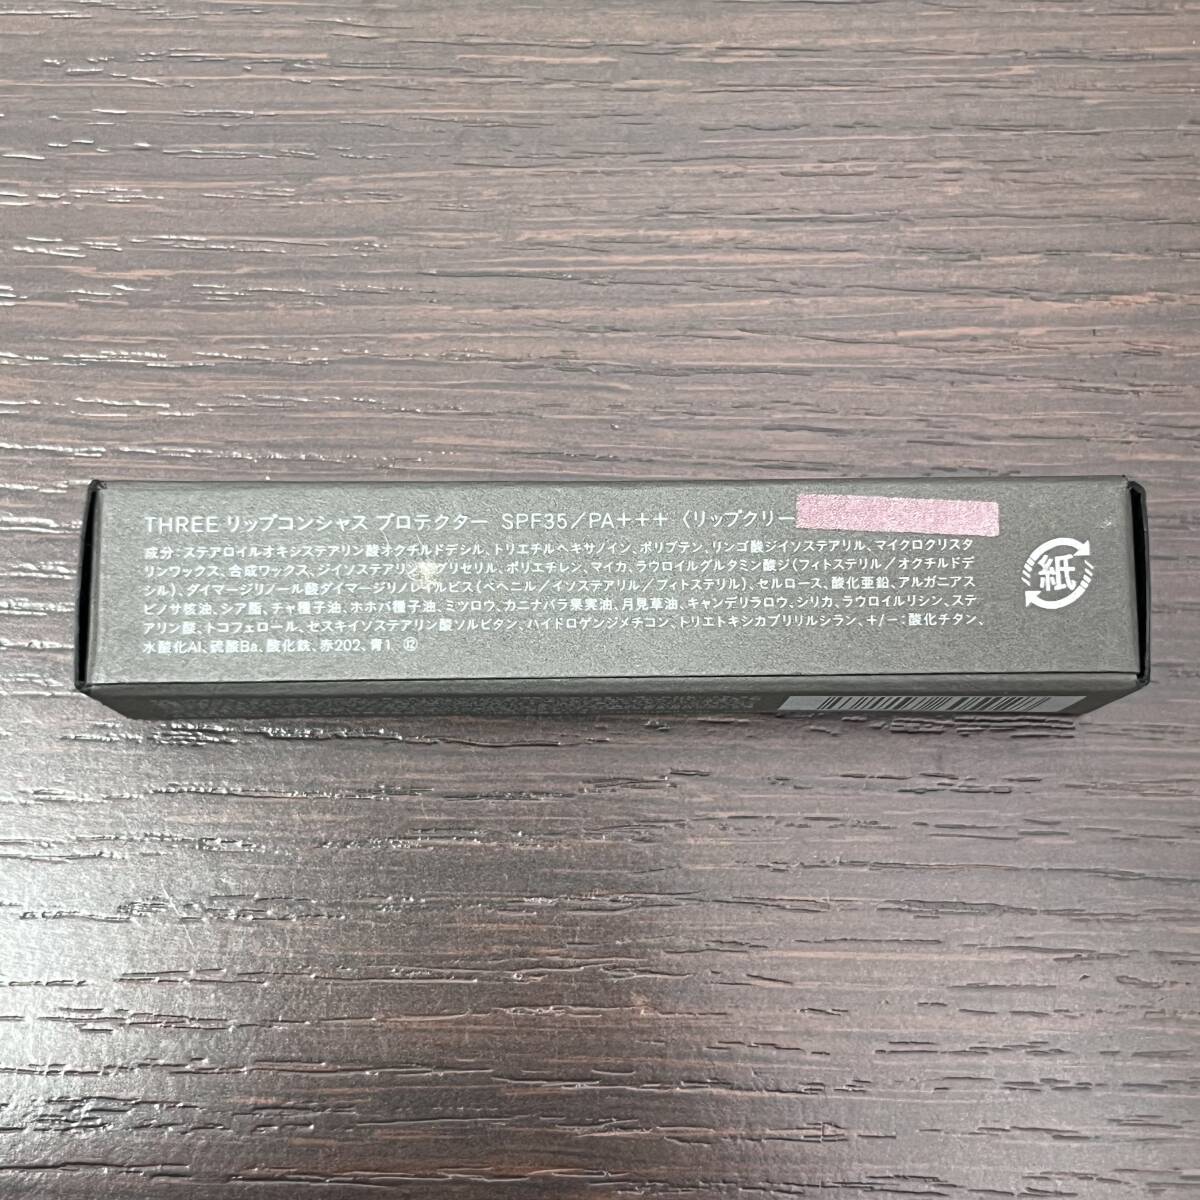 THREE リップコンシャス プロテクター SPF35／PA+++〈リップクリー
成分：ステアロイルオキシステアリン酸オクチルドデシル、トリエチルヘキサノイン、ポリブテン、リンゴ酸ジイソステアリル、マイクロクリスタ
リンワックス、合成ワックス、ジイソステアリン酸ポリグリセリル、ポリエチレン、マイカ、ラウロイルグルタミン酸ジ(フィトステリル／オクチルドデ
シル)、ダイマージリノール酸ダイマージリノレイルビス(ベヘニル／イソステアリル／フィトステリル)、セルロース、酸化亜鉛、アルガニアス
ピノサ核油、シア脂、チャ種子油、ホホバ種子油、ミツロウ、カニナバラ果実油、月見草油、キャンデリラロウ、シリカ、ラウロイルリシン、ステ
アリン酸、トコフェロール、セスキイソステアリン酸ソルビタン、ハイドロゲンジメチコン、トリエトキシカプリリルシラン、+/−：酸化チタン、
水酸化Al、硫酸Ba、酸化鉄、赤202、青1 ⑫
紙